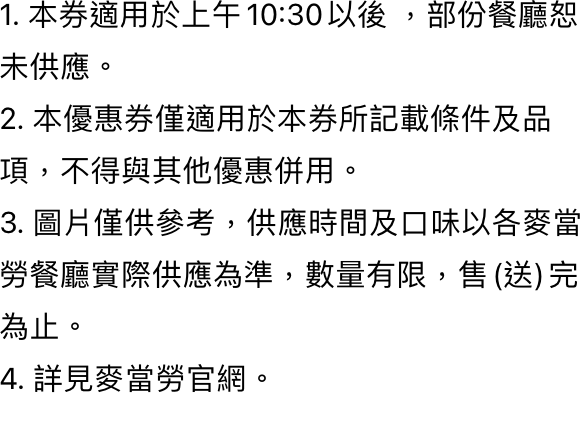 1. 本券適用於上午10:30以後 ，部份餐廳恕
未供應。
2. 本優惠券僅適用於本券所記載條件及品
項，不得與其他優惠併用。
3. 圖片僅供參考，供應時間及口味以各麥當
勞餐廳實際供應為準，數量有限，售(送)完
為止。
4. 詳見麥當勞官網。